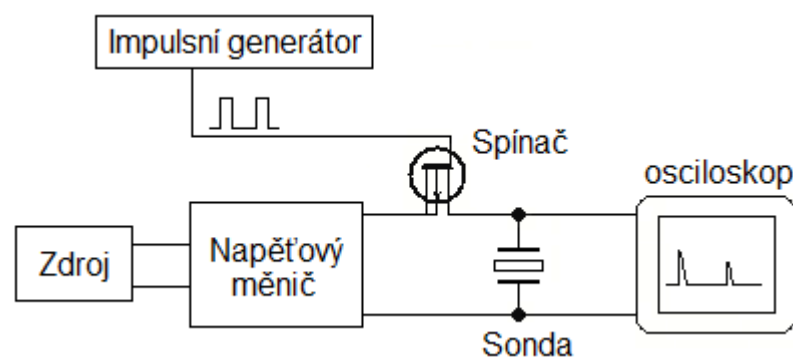 Impulsní generátor
Spínač
osciloskop
Zdroj
Napěťový
měnič
Sonda